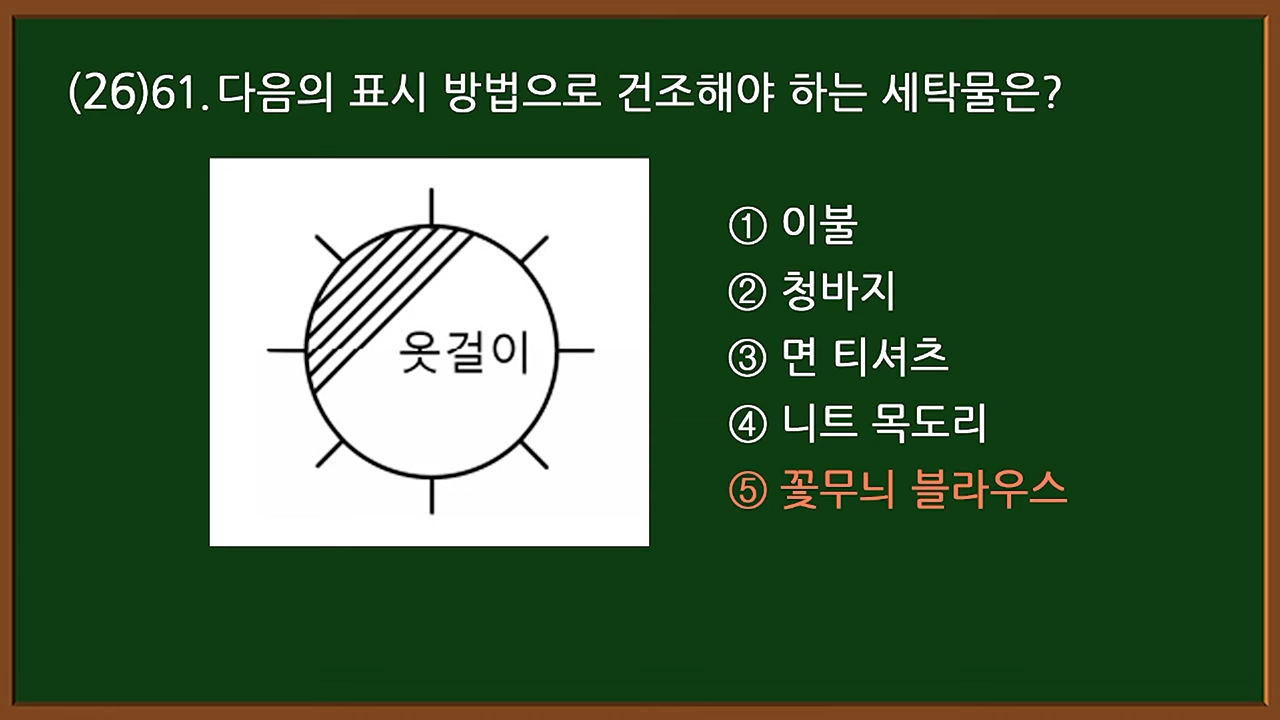 (26)61. 다음의 표시 방법으로 건조해야 하는 세탁물은?
옷걸이
① 이불
② 청바지
③ 면 티셔츠
④ 니트 목도리
⑤ 꽃무늬 블라우스